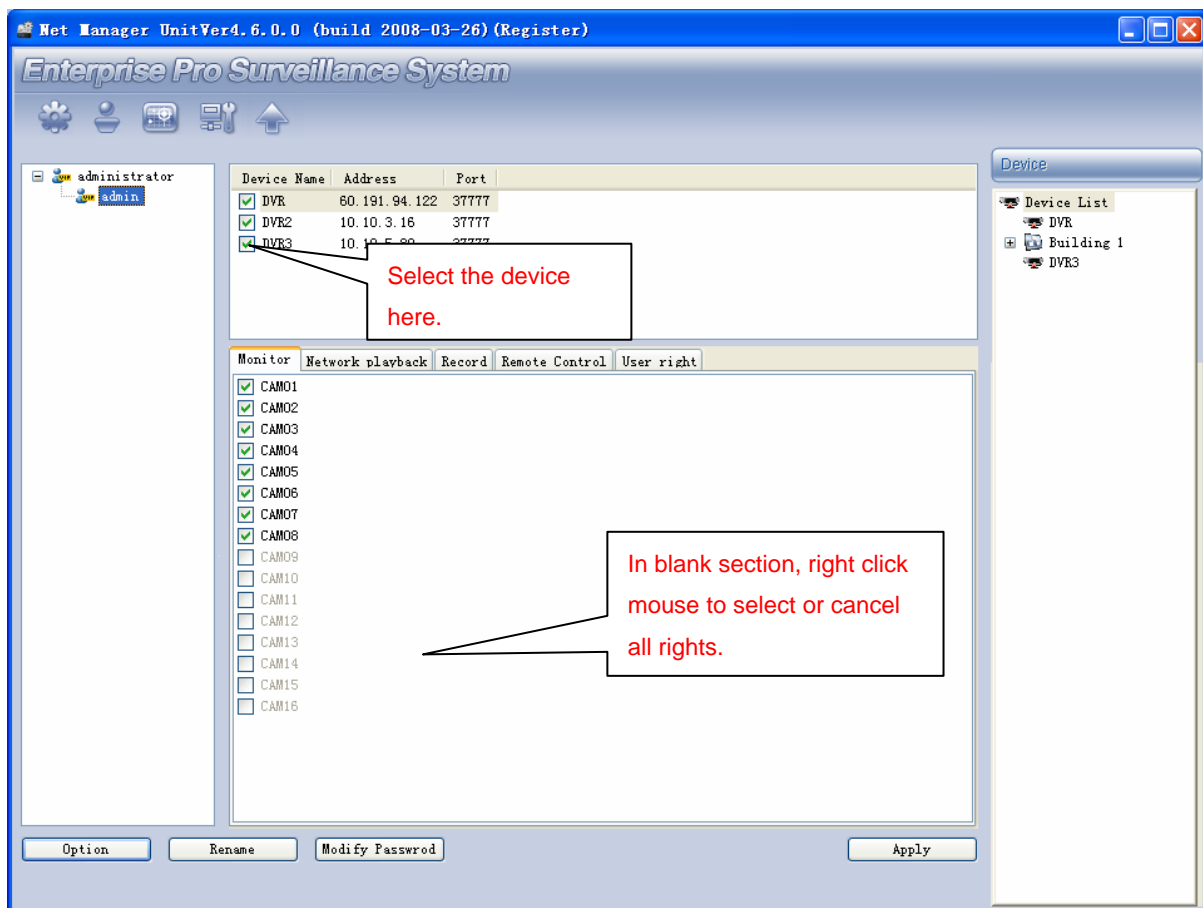 Net Manager UnitVer4.6.0.0 (build 2008-03-26)(Register)
Enterprise Pro Surveillance System
administrator
admin
Device Name Address Port
DVR 60.191.94.122 37777
DVR2 10.10.3.16 37777
DVR3
Select the device
here.
Monitor Network playback Record Remote Control User right
CAM01
CAM02
CAM03
CAM04
CAM05
CAM06
CAM07
CAM08
CAM09
CAM10
CAM11
CAM12
CAM13
CAM14
CAM15
CAM16
In blank section, right click
mouse to select or cancel
all rights.
Option Rename Modify Passwrod Apply
Device
Device List
DVR
Building 1
DVR3